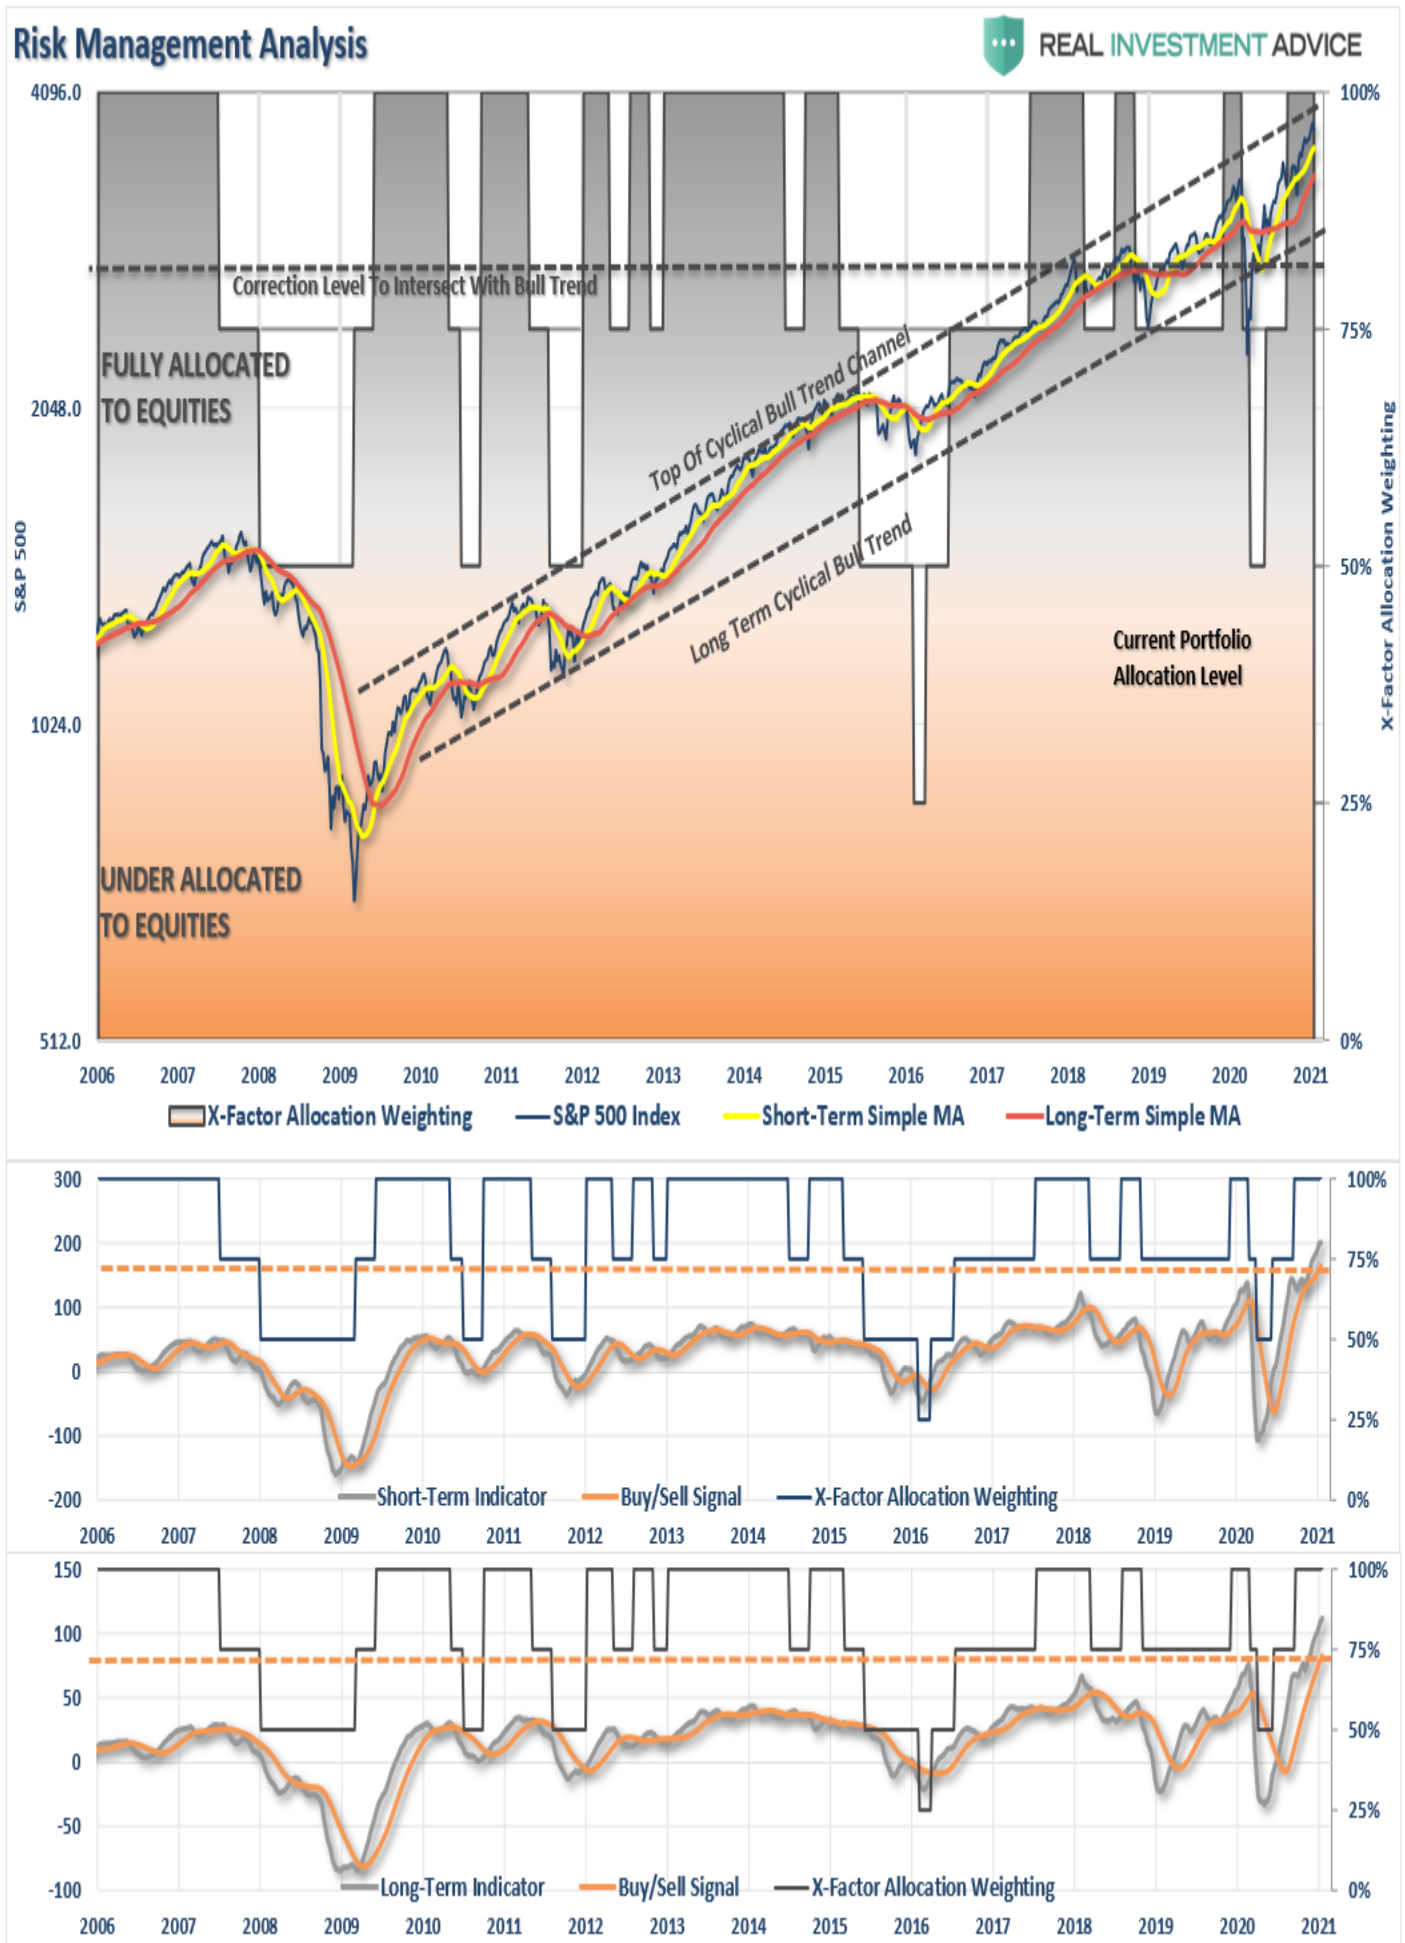 Risk Management Analysis
REAL INVESTMENT ADVICE
4096.0
100%
Correction Level To Intersect With Bull Trend
75%
FULLY ALLOCATED
TO EQUITIES
Top Of Cyclical Bull Trend Channel
2048.0
Long Term Cyclical Bull Trend
50%
S&P 500
X-Factor Allocation Weighting
Current Portfolio
Allocation Level
1024.0
25%
UNDER ALLOCATED
TO EQUITIES
512.0
0%
2006 2007 2008 2009 2010 2011 2012 2013 2014 2015 2016 2017 2018 2019 2020 2021
X-Factor Allocation Weighting S&P 500 Index Short-Term Simple MA Long-Term Simple MA
300 100%
200
75%
100
50%
0
25%
-100
-200 0%
Short-Term Indicator Buy/Sell Signal X-Factor Allocation Weighting
2006 2007 2008 2009 2010 2011 2012 2013 2014 2015 2016 2017 2018 2019 2020 2021
150 100%
100
75%
50
50%
0
25%
-50
-100 0%
Long-Term Indicator Buy/Sell Signal X-Factor Allocation Weighting
2006 2007 2008 2009 2010 2011 2012 2013 2014 2015 2016 2017 2018 2019 2020 2021